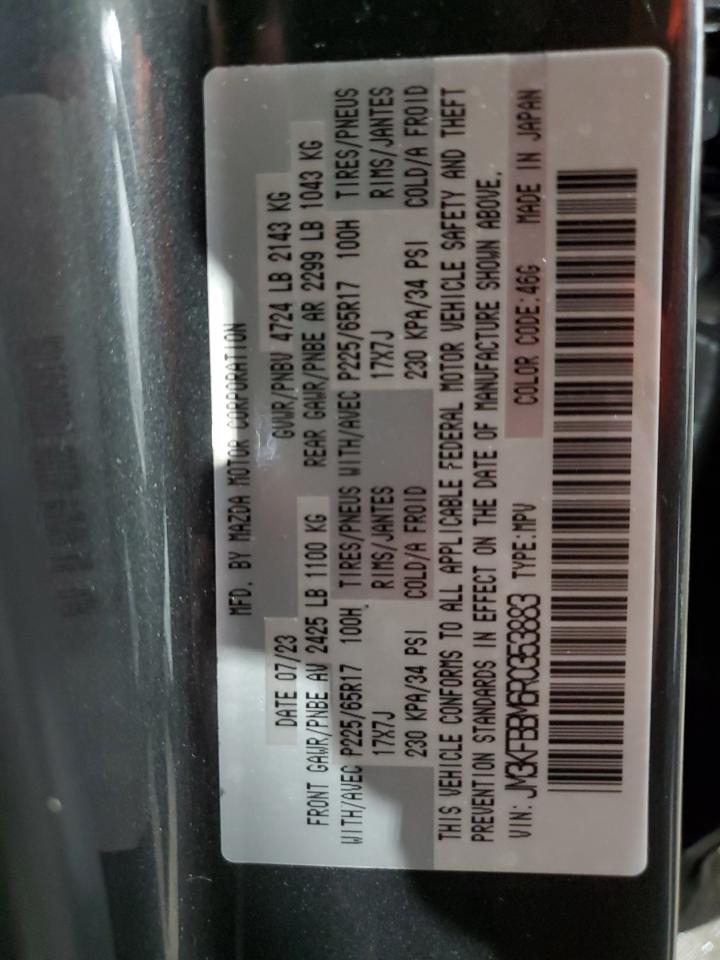 MFD. BY MAZDA MOTOR CORPORATION
DATE 07/23 GVWR/PNBV 4724 LB 2143 KG
FRONT GAWR/PNBE AV 2425 LB 1100 KG REAR GAWR/PNBE AR 2299 LB 1043 KG
WITH/AVEC P225/65R17 100H TIRES/PNEUS WITH/AVEC P225/65R17 100H TIRES/PNEUS
17X7J RIMS/JANTES 17X7J RIMS/JANTES
230 KPA/34 PSI COLD/A FROID 230 KPA/34 PSI COLD/A FROID
THIS VEHICLE CONFORMS TO ALL APPLICABLE FEDERAL MOTOR VEHICLE SAFETY AND THEFT
PREVENTION STANDARDS IN EFFECT ON THE DATE OF MANUFACTURE SHOWN ABOVE.
VIN: JM3KFBBM6R0353883 TYPE:MPV COLOR CODE:46G MADE IN JAPAN